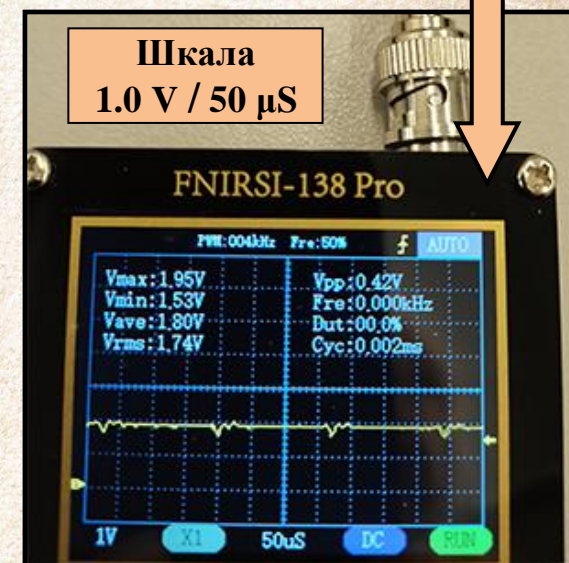 Шкала
1.0 V / 50 μS
FNIRSI-138 Pro
PWM:004kHz Fre:50% AUTO
Vmax:1.95V Vpp:0.42V
Vmin:1.53V Fre:0.000kHz
Vave:1.80V Dut:00.0%
Vrms:1.74V Cyc:0.002ms
1V X1 50uS DC RUN